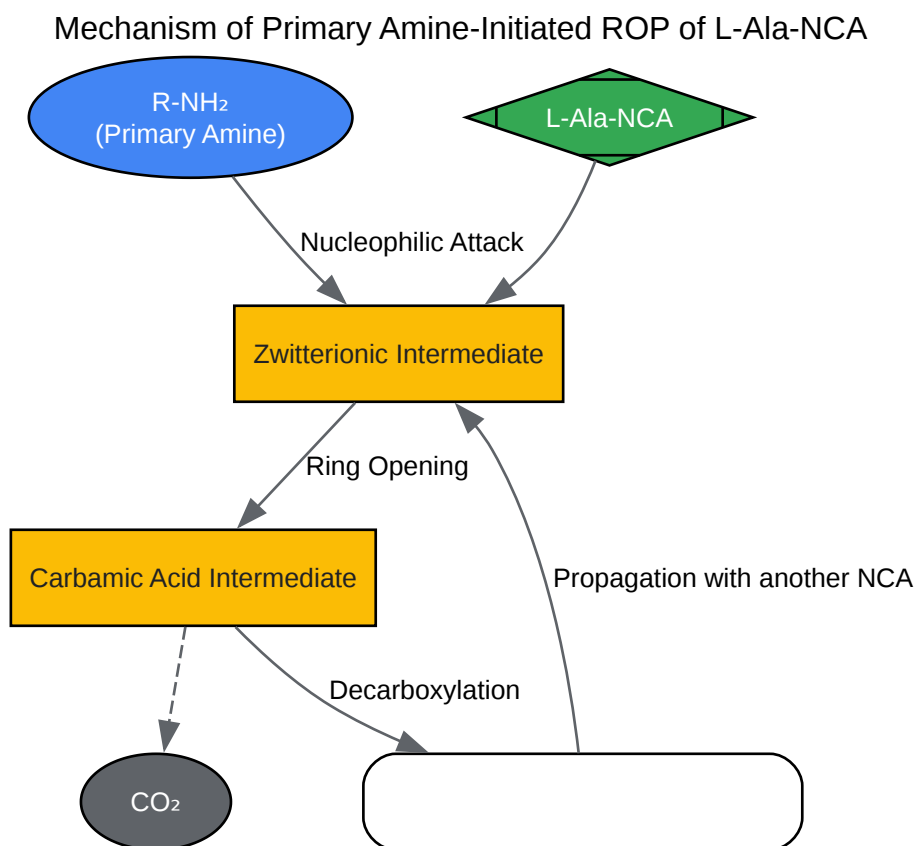 Mechanism of Primary Amine-Initiated ROP of L-Ala-NCA
R-NH₂
(Primary Amine)
L-Ala-NCA
Nucleophilic Attack
Zwitterionic Intermediate
Ring Opening
Carbamic Acid Intermediate
Propagation with another NCA
Decarboxylation
CO₂